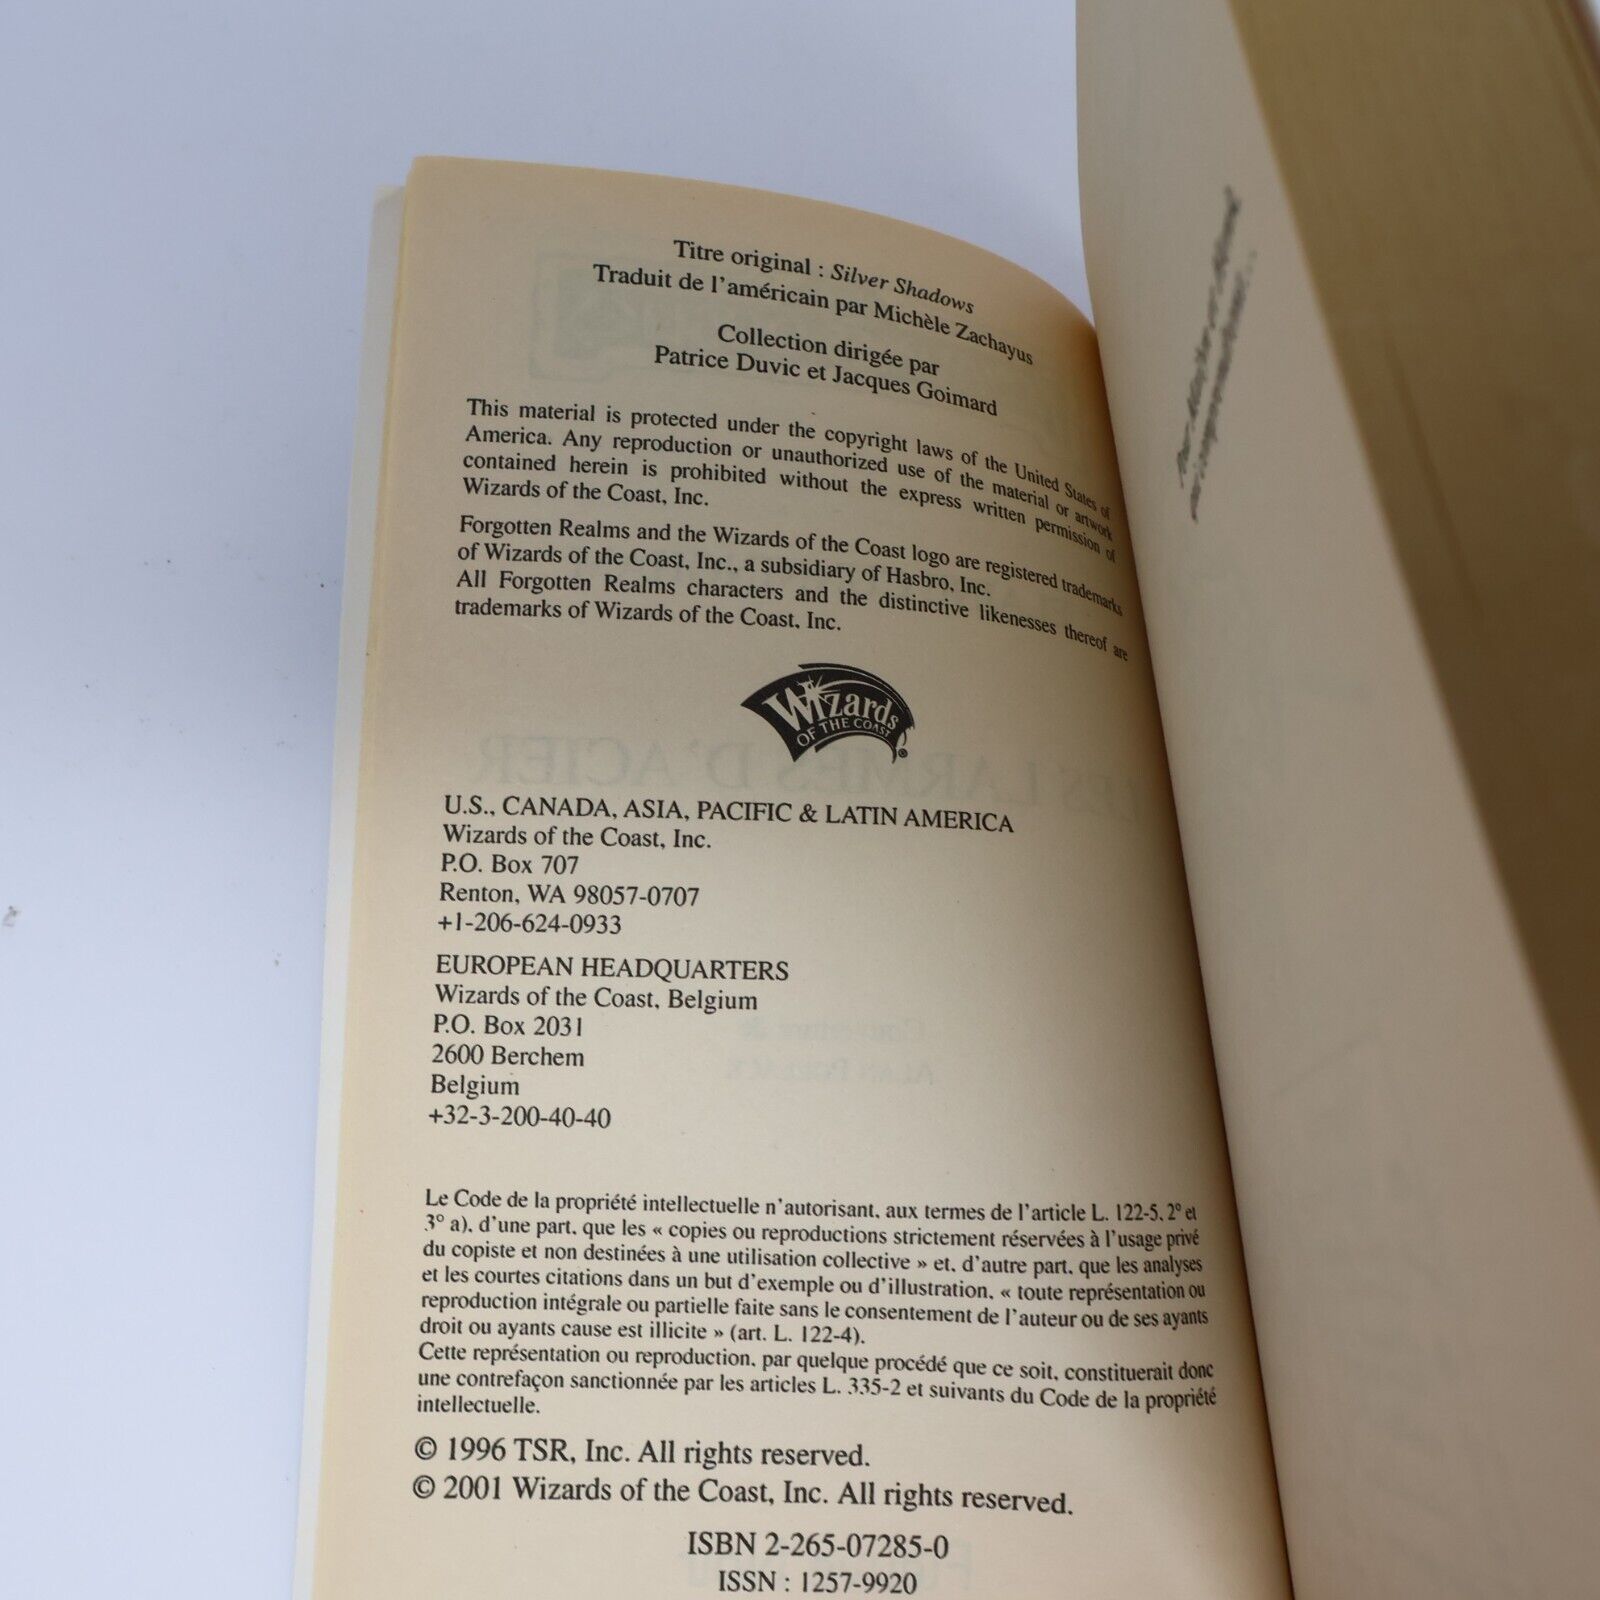 Titre original : Silver Shadows
Traduit de l'américain par Michèle Zachayus
Collection dirigée par
Patrice Duvic et Jacques Goimard
This material is protected under the copyright laws of the United States of
America. Any reproduction or unauthorized use of the material or artwork
contained herein is prohibited without the express written permission of
Wizards of the Coast, Inc.
Forgotten Realms and the Wizards of the Coast logo are registered trademarks
of Wizards of the Coast, Inc., a subsidiary of Hasbro, Inc.
All Forgotten Realms characters and the distinctive likenesses thereof are
trademarks of Wizards of the Coast, Inc.
Wizards
OF THE COAST
®
U.S., CANADA, ASIA, PACIFIC & LATIN AMERICA
Wizards of the Coast, Inc.
P.O. Box 707
Renton, WA 98057-0707
+1-206-624-0933
EUROPEAN HEADQUARTERS
Wizards of the Coast, Belgium
P.O. Box 2031
2600 Berchem
Belgium
+32-3-200-40-40
Le Code de la propriété intellectuelle n'autorisant, aux termes de l'article L. 122-5, 2° et
3° a), d'une part, que les « copies ou reproductions strictement réservées à l'usage privé
du copiste et non destinées à une utilisation collective » et, d'autre part, que les analyses
et les courtes citations dans un but d'exemple ou d'illustration, « toute représentation ou
reproduction intégrale ou partielle faite sans le consentement de l'auteur ou de ses ayants
droit ou ayants cause est illicite » (art. L. 122-4).
Cette représentation ou reproduction, par quelque procédé que ce soit, constituerait donc
une contrefaçon sanctionnée par les articles L. 335-2 et suivants du Code de la propriété
intellectuelle.
© 1996 TSR, Inc. All rights reserved.
© 2001 Wizards of the Coast, Inc. All rights reserved.
ISBN 2-265-07285-0
ISSN : 1257-9920